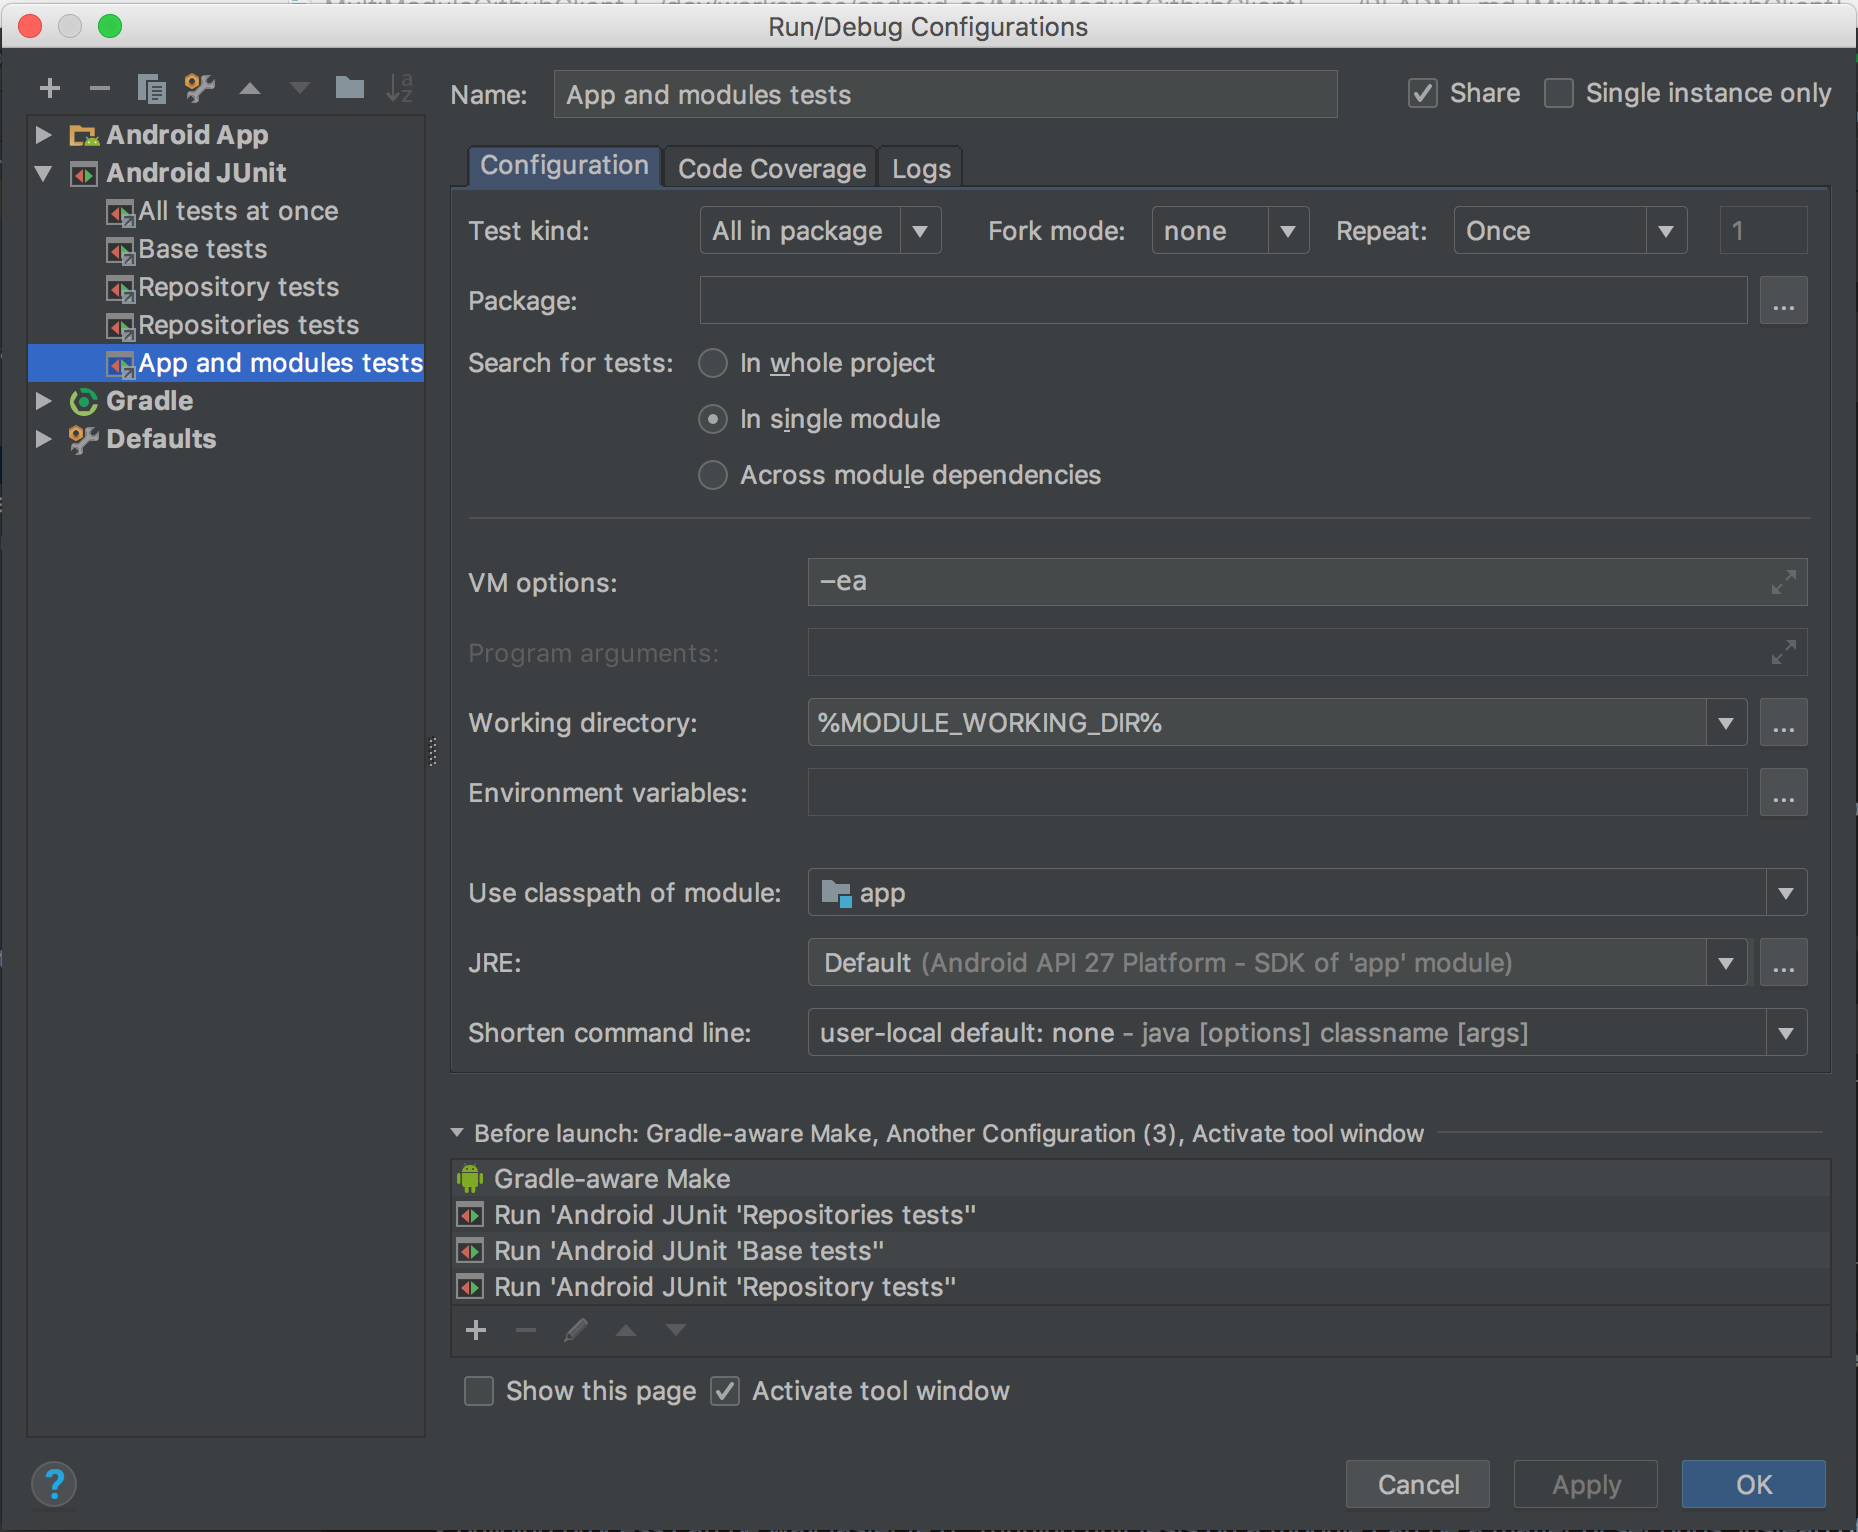 Run/Debug Configurations
Name: App and modules tests Share Single instance only
Android App
Android JUnit
All tests at once
Base tests
Repository tests
Repositories tests
App and modules tests
Gradle
Defaults
Configuration Code Coverage Logs
Test kind: All in package Fork mode: none Repeat: Once 1
Package: ...
Search for tests: In whole project
In single module
Across module dependencies
VM options: -ea
Program arguments:
Working directory: %MODULE_WORKING_DIR% ...
Environment variables: ...
Use classpath of module: app
JRE: Default (Android API 27 Platform - SDK of 'app' module) ...
Shorten command line: user-local default: none - java [options] classname [args]
Before launch: Gradle-aware Make, Another Configuration (3), Activate tool window
Gradle-aware Make
Run 'Android JUnit 'Repositories tests''
Run 'Android JUnit 'Base tests''
Run 'Android JUnit 'Repository tests''
Show this page Activate tool window
? Cancel Apply OK